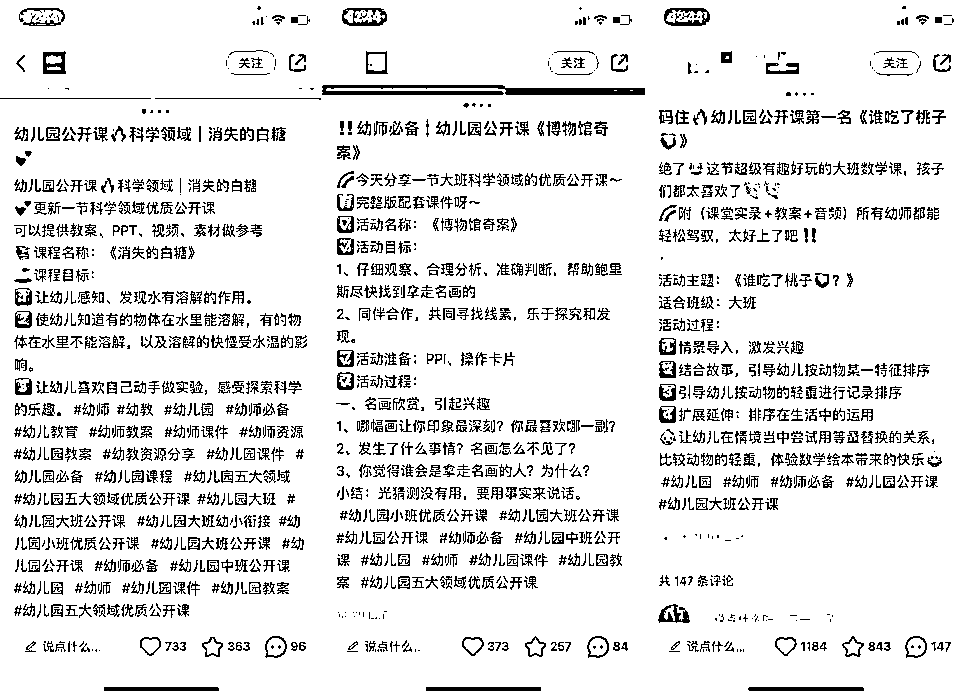 关注
幼儿园公开课🔥科学领域｜消失的白糖
💕
幼儿园公开课🔥科学领域｜消失的白糖
💕更新一节科学领域优质公开课
可以提供教案、PPT、视频、素材做参考
课程名称：《消失的白糖》
课程目标：
1️⃣让幼儿感知、发现水有溶解的作用。
2️⃣使幼儿知道有的物体在水里能溶解，有的物
体在水里不能溶解，以及溶解的快慢受水温的影
响。
3️⃣让幼儿喜欢自己动手做实验，感受探索科学
的乐趣。 #幼师 #幼教 #幼儿园 #幼师必备
#幼儿教育 #幼师教案 #幼师课件 #幼师资源
#幼儿园教案 #幼教资源分享 #幼儿园课件 #
幼儿园必备 #幼儿园课程 #幼儿园五大领域
#幼儿园五大领域优质公开课 #幼儿园大班 #
幼儿园大班公开课 #幼儿园大班幼小衔接 #幼
儿园小班优质公开课 #幼儿园大班公开课 #幼
儿园公开课 #幼师必备 #幼儿园中班公开课
#幼儿园 #幼师 #幼儿园课件 #幼儿园教案
#幼儿园五大领域优质公开课
说点什么... 733 363 96
关注
‼️幼师必备｜幼儿园公开课《博物馆奇
案》
🌈今天分享一节大班科学领域的优质公开课～
完整版配套课件呀～
✅活动名称：《博物馆奇案》
✅活动目标：
1、仔细观察、合理分析，准确判断，帮助鲍里
斯尽快找到拿走名画的
2、同伴合作，共同寻找线索，乐于探究和发
现。
✅活动准备：PPT、操作卡片
✅活动过程：
一、名画欣赏，引起兴趣
1、哪幅画让你印象最深刻？你最喜欢哪一副？
2、发生了什么事情？名画怎么不见了？
3、你觉得谁会是拿走名画的人？为什么？
小结：光猜测没有用，要用事实来说话。
#幼儿园小班优质公开课 #幼儿园大班公开课
#幼儿园公开课 #幼师必备 #幼儿园中班公开
课 #幼儿园 #幼师 #幼儿园课件 #幼儿园教
案 #幼儿园五大领域优质公开课
说点什么... 373 257 84
关注
码住🔥幼儿园公开课第一名《谁吃了桃子
🍑》
绝了这节超级有趣好玩的大班数学课，孩子
们都太喜欢了
🌈附（课堂实录+教案+音频）所有幼师都能
轻松驾驭，太好上了吧‼️
.
活动主题：《谁吃了桃子🍑？》
适合班级：大班
活动过程：
1️⃣情景导入，激发兴趣
2️⃣结合故事，引导幼儿按动物某一特征排序
3️⃣引导幼儿按动物的轻重进行记录排序
4️⃣扩展延伸：排序在生活中的运用
让幼儿在情境当中尝试用等量替换的关系，
比较动物的轻重，体验数学绘本带来的快乐
#幼儿园 #幼师 #幼师必备 #幼儿园公开课
#幼儿园大班公开课
共 147 条评论
说点什么... 1184 843 147